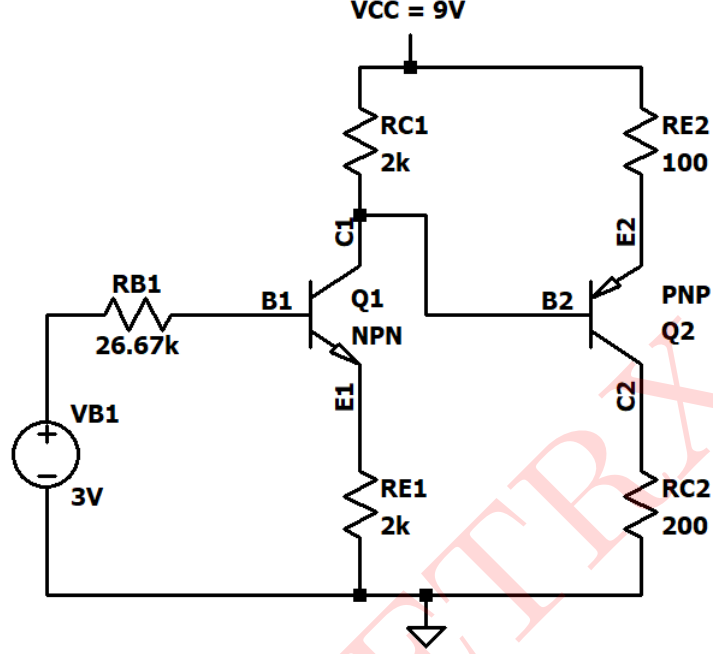 VCC = 9V
RC1
2k
RE2
100
C1
E2
RB1
26.67k
B1
Q1
NPN
B2
PNP
Q2
E1
C2
VB1
3V
RE1
2k
RC2
200
ETRX